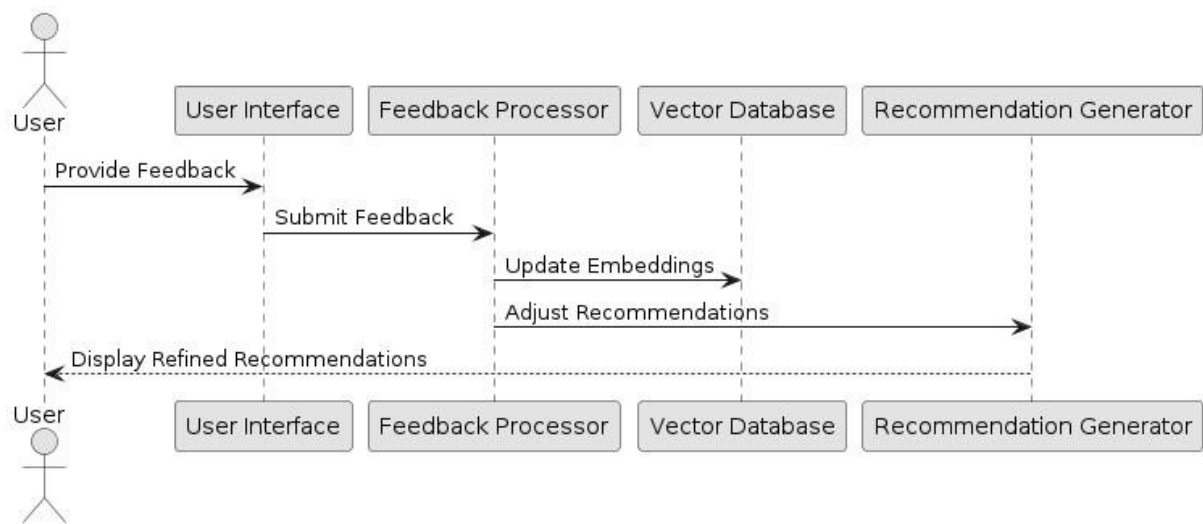 User
User Interface
Feedback Processor
Vector Database
Recommendation Generator
Provide Feedback
Submit Feedback
Update Embeddings
Adjust Recommendations
Display Refined Recommendations
User
User Interface
Feedback Processor
Vector Database
Recommendation Generator